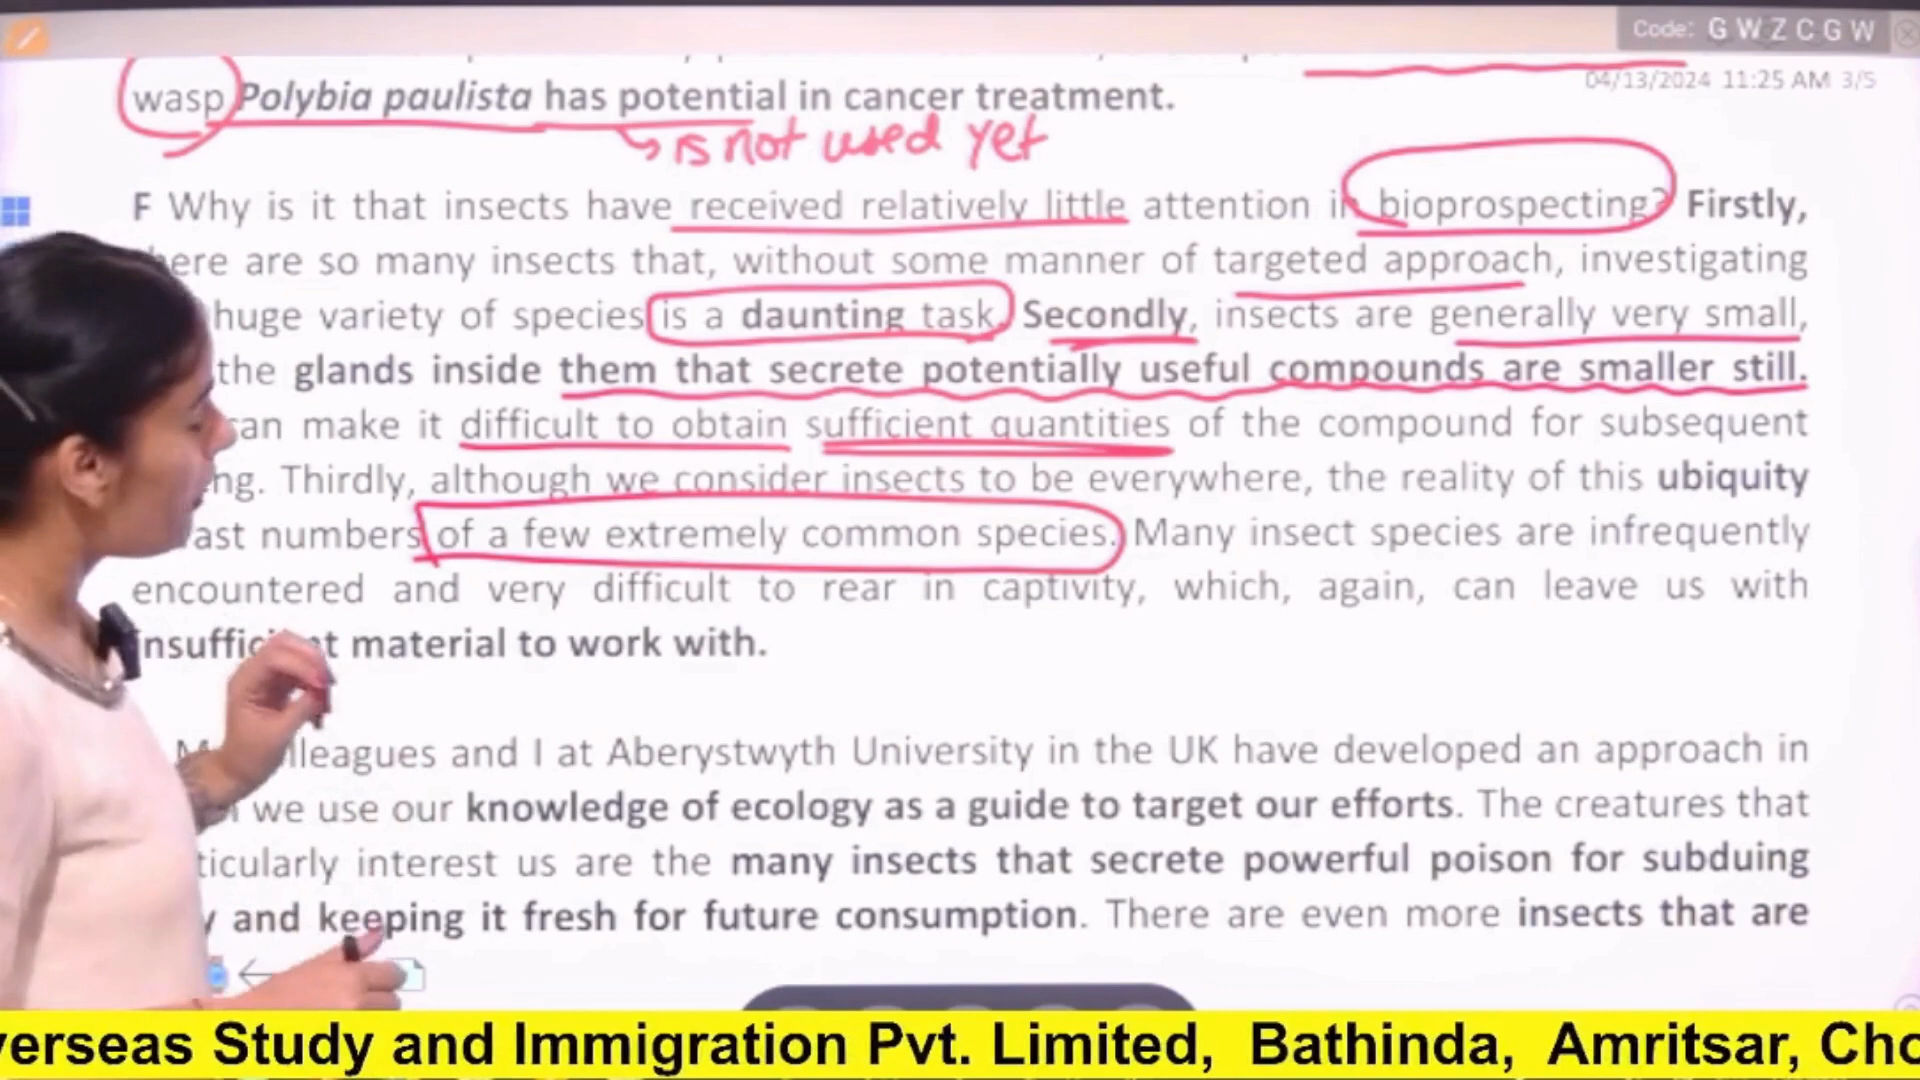 Code: GWZCGW
04/13/2024 11:25 AM 3/5
wasp Polybia paulista has potential in cancer treatment.
is not used yet
F Why is it that insects have received relatively little attention in bioprospecting? Firstly,
here are so many insects that, without some manner of targeted approach, investigating
huge variety of species is a daunting task. Secondly, insects are generally very small,
the glands inside them that secrete potentially useful compounds are smaller still.
can make it difficult to obtain sufficient quantities of the compound for subsequent
ng. Thirdly, although we consider insects to be everywhere, the reality of this ubiquity
ast numbers of a few extremely common species. Many insect species are infrequently
encountered and very difficult to rear in captivity, which, again, can leave us with
insufficient material to work with.
lleagues and I at Aberystwyth University in the UK have developed an approach in
we use our knowledge of ecology as a guide to target our efforts. The creatures that
ticularly interest us are the many insects that secrete powerful poison for subduing
y and keeping it fresh for future consumption. There are even more insects that are
verseas Study and Immigration Pvt. Limited, Bathinda, Amritsar, Cho